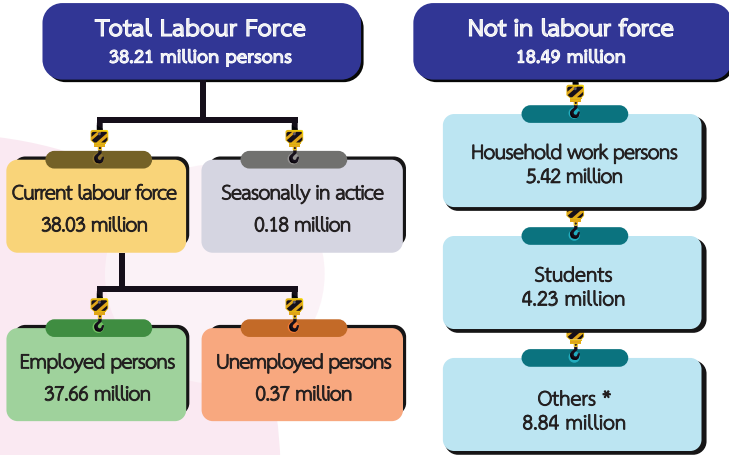 Total Labour Force
38.21 million persons
Current labour force
38.03 million
Seasonally in actice
0.18 million
Employed persons
37.66 million
Unemployed persons
0.37 million
Not in labour force
18.49 million
Household work persons
5.42 million
Students
4.23 million
Others *
8.84 million